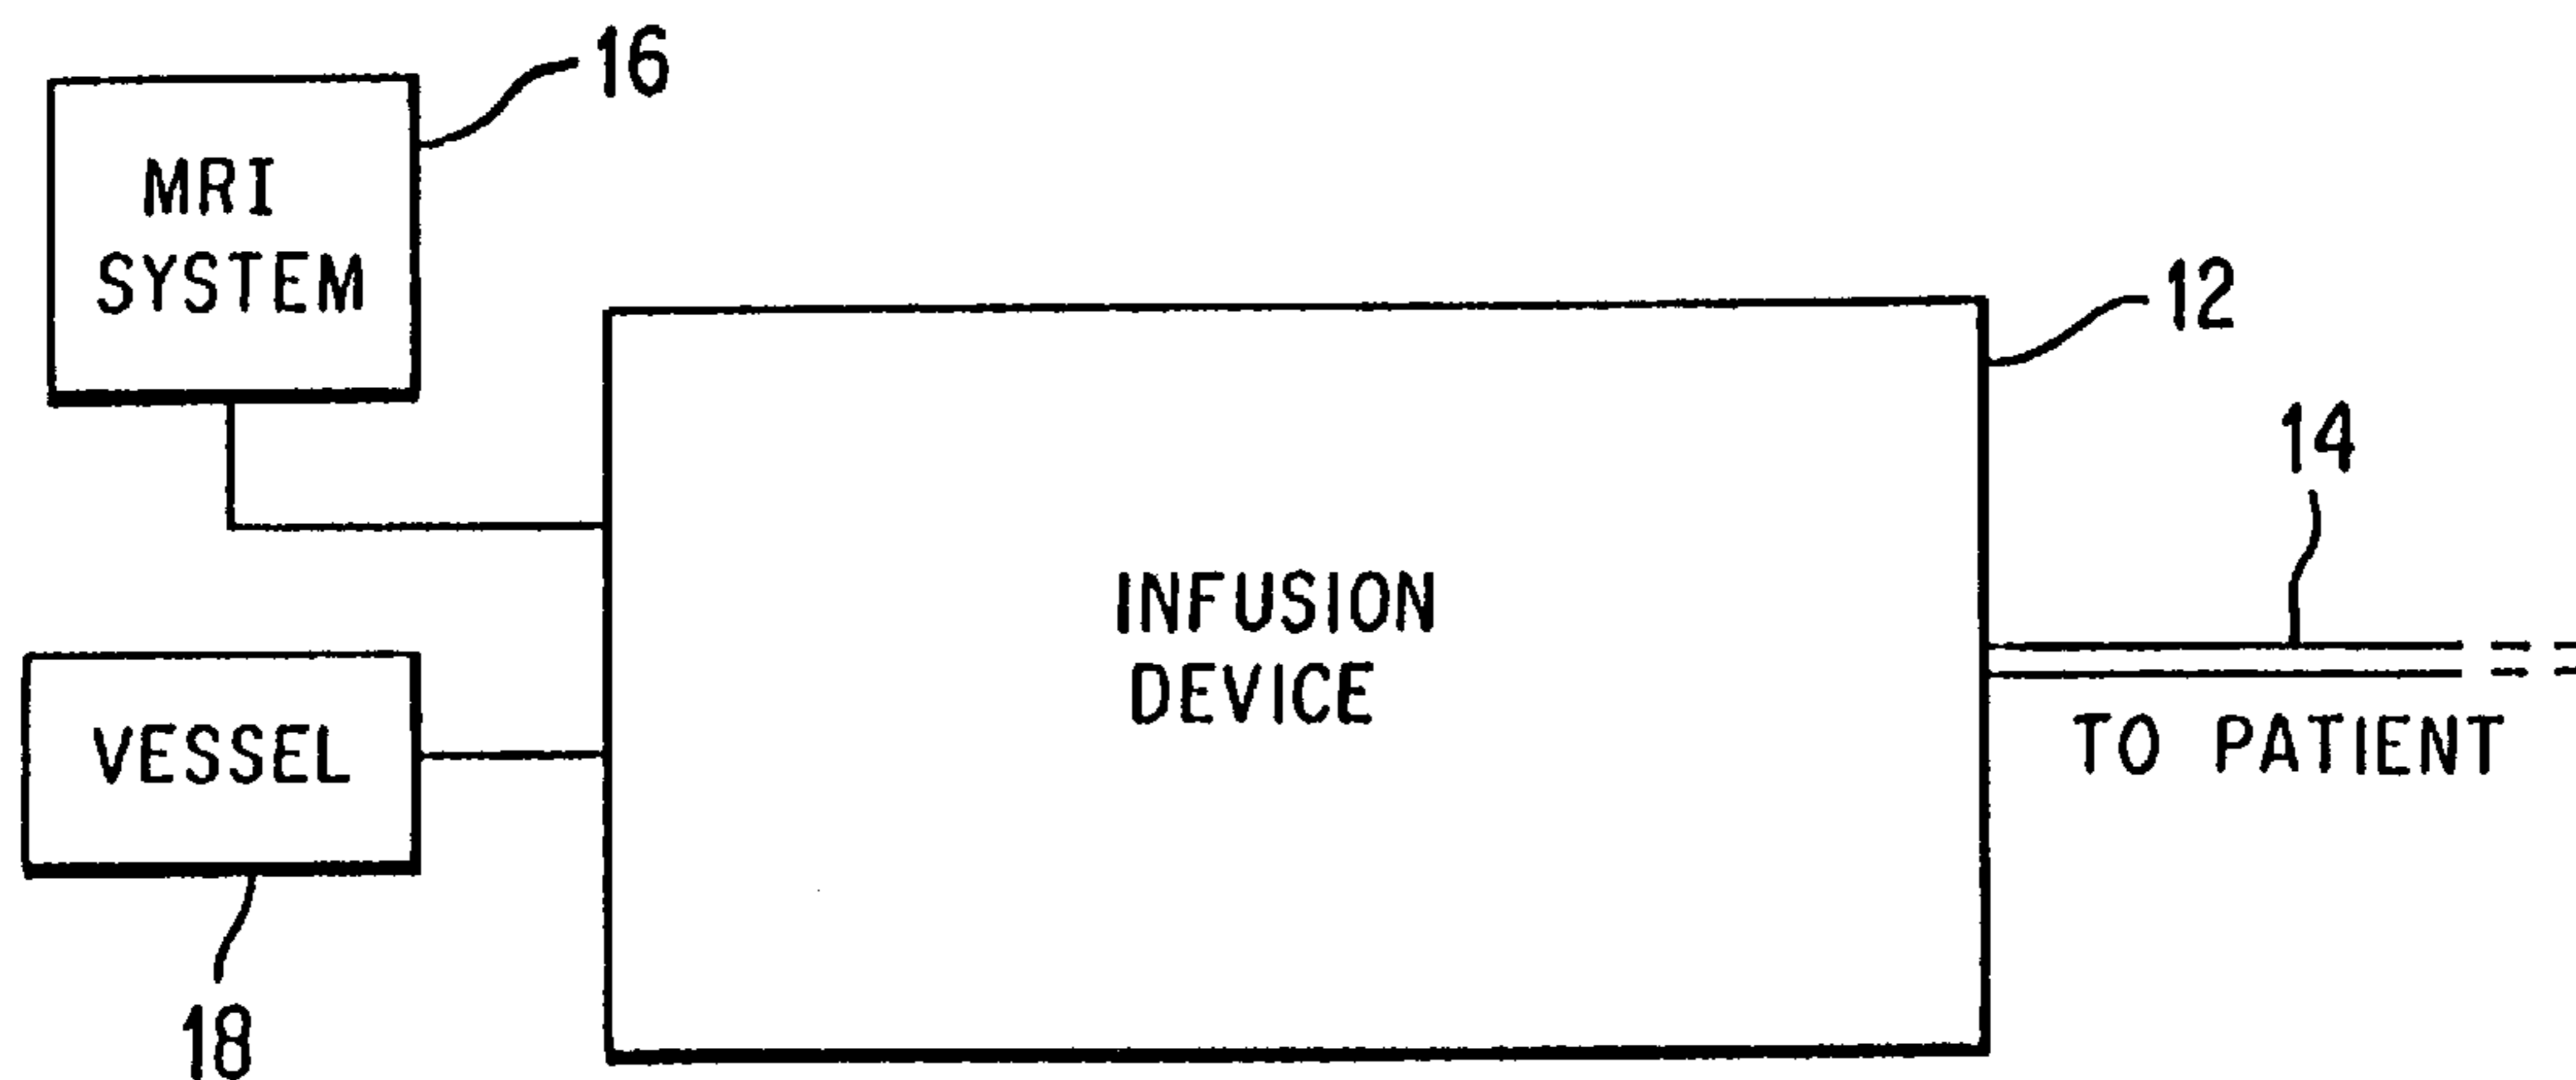 16
MRI
SYSTEM
12
14
INFUSION
DEVICE
VESSEL
TO PATIENT
18